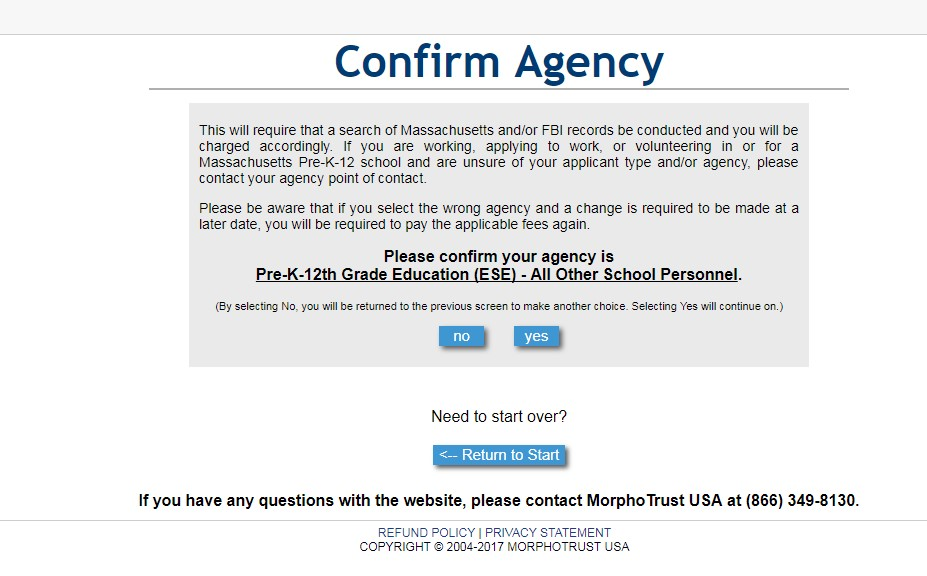 Confirm Agency
This will require that a search of Massachusetts and/or FBI records be conducted and you will be
charged accordingly. If you are working, applying to work, or volunteering in or for a
Massachusetts Pre-K-12 school and are unsure of your applicant type and/or agency, please
contact your agency point of contact.
Please be aware that if you select the wrong agency and a change is required to be made at a
later date, you will be required to pay the applicable fees again.
Please confirm your agency is
Pre-K-12th Grade Education (ESE) - All Other School Personnel.
(By selecting No, you will be returned to the previous screen to make another choice. Selecting Yes will continue on.)
no yes
Need to start over?
<-- Return to Start
If you have any questions with the website, please contact MorphoTrust USA at (866) 349-8130.
REFUND POLICY | PRIVACY STATEMENT
COPYRIGHT © 2004-2017 MORPHOTRUST USA